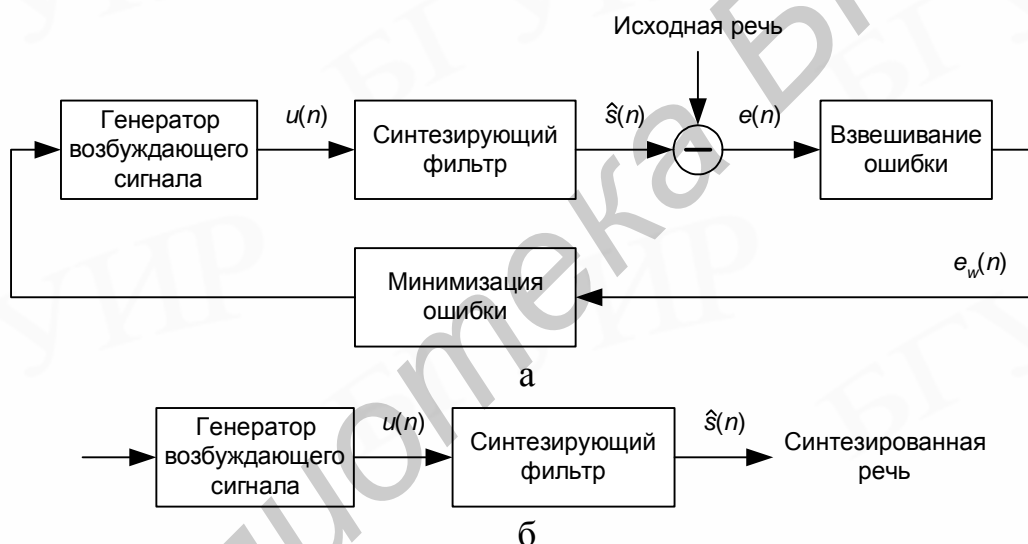 Исходная речь
Генератор
возбуждающего
сигнала
u(n)
Синтезирующий
фильтр
ŝ(n)
e(n)
Взвешивание
ошибки
Минимизация
ошибки
e_w(n)
а
Генератор
возбуждающего
сигнала
u(n)
Синтезирующий
фильтр
ŝ(n)
Синтезированная
речь
б